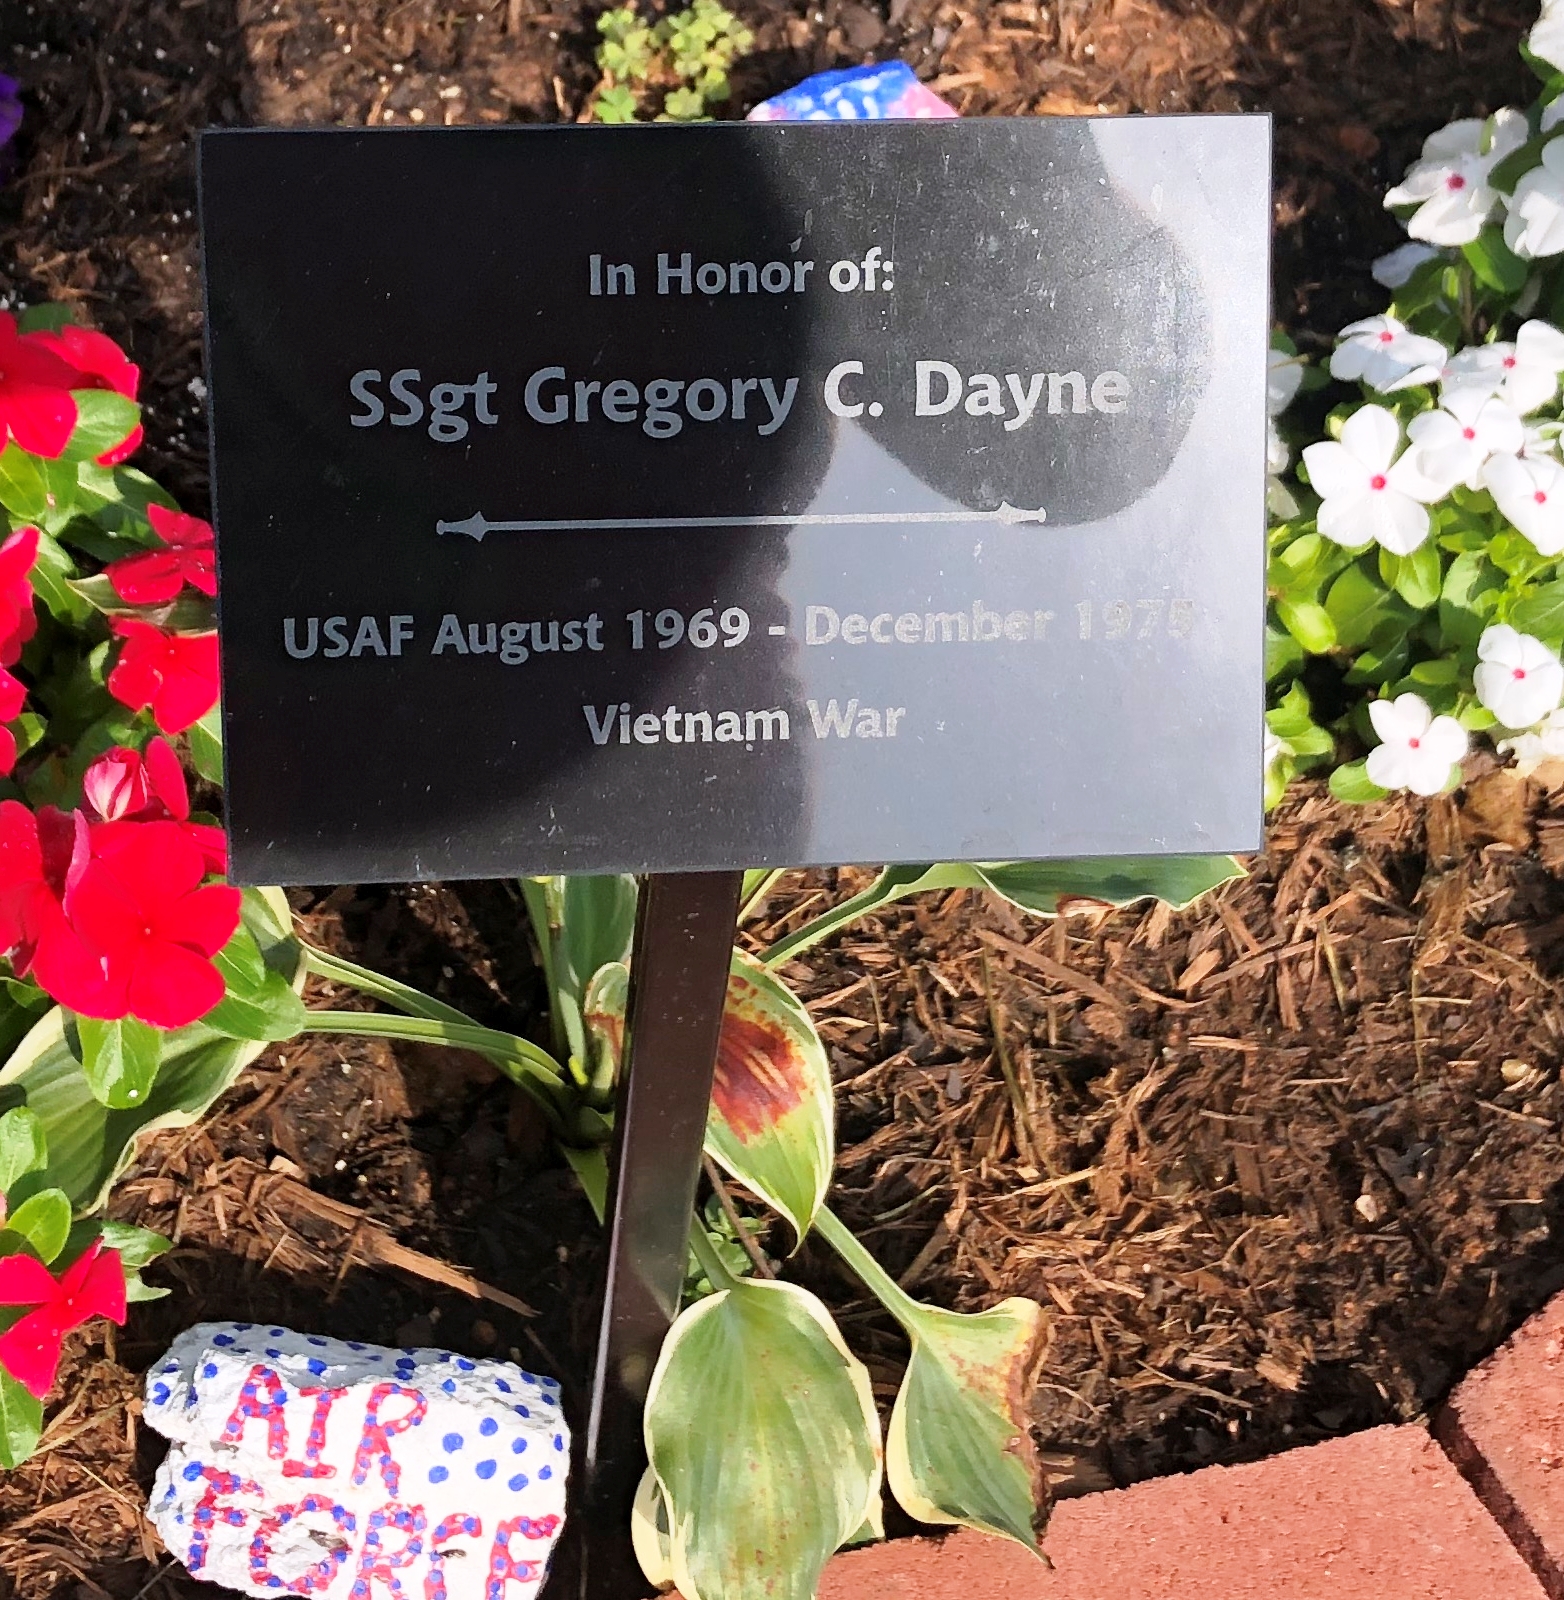 In Honor of:
SSgt Gregory C. Dayne
USAF August 1969 - December 1975
Vietnam War
AIR
FORCE